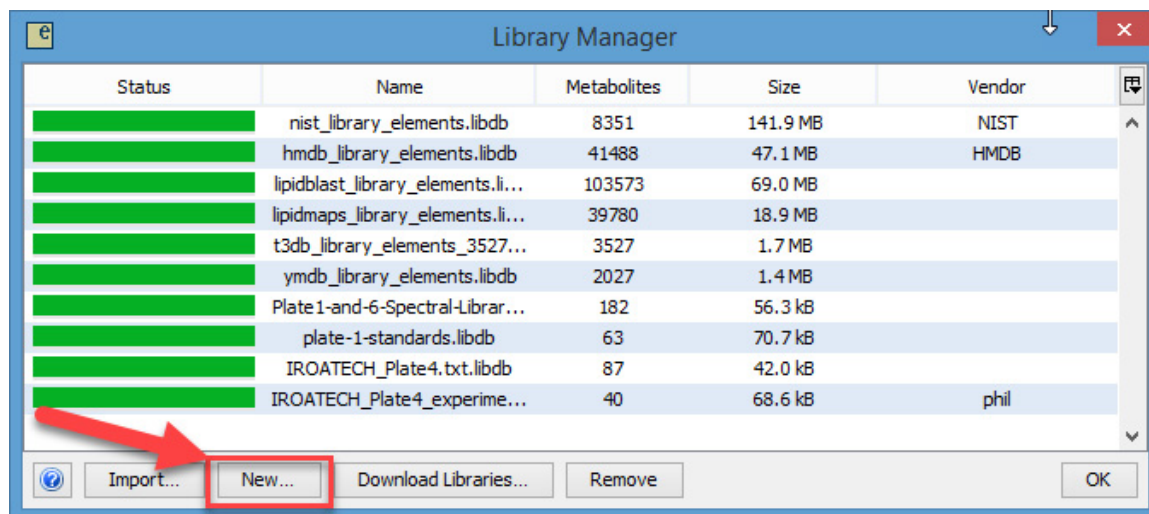 e Library Manager
Status Name Metabolites Size Vendor
nist_library_elements.libdb 8351 141.9 MB NIST
hmdb_library_elements.libdb 41488 47.1 MB HMDB
lipidblast_library_elements.li... 103573 69.0 MB
lipidmaps_library_elements.li... 39780 18.9 MB
t3db_library_elements_3527... 3527 1.7 MB
ymdb_library_elements.libdb 2027 1.4 MB
Plate1-and-6-Spectral-Librar... 182 56.3 kB
plate-1-standards.libdb 63 70.7 kB
IROATECH_Plate4.txt.libdb 87 42.0 kB
IROATECH_Plate4_experime... 40 68.6 kB phil
? Import... New... Download Libraries... Remove OK